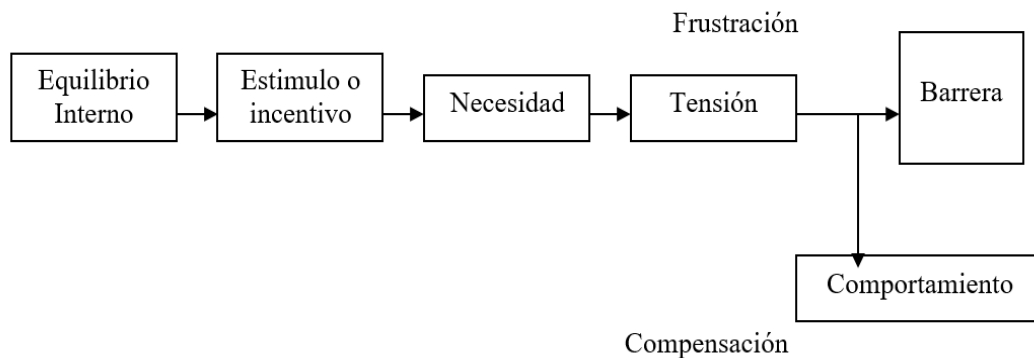 Frustración
Equilibrio
Interno
Estimulo o
incentivo
Necesidad
Tensión
Barrera
Comportamiento
Compensación